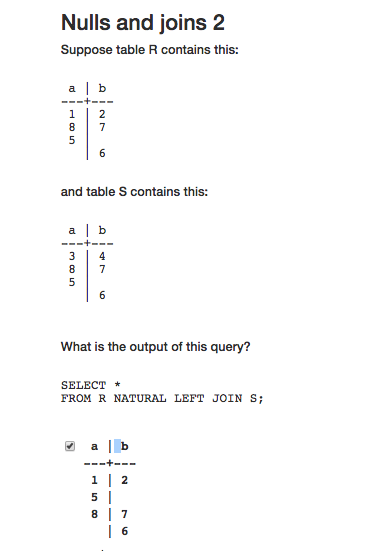 Nulls and joins 2
Suppose table R contains this:
a | b
---+---
1 | 2
8 | 7
5 |
| 6
and table S contains this:
a | b
---+---
3 | 4
8 | 7
5 |
| 6
What is the output of this query?
SELECT *
FROM R NATURAL LEFT JOIN S;
a | b
---+---
1 | 2
5 |
8 | 7
| 6